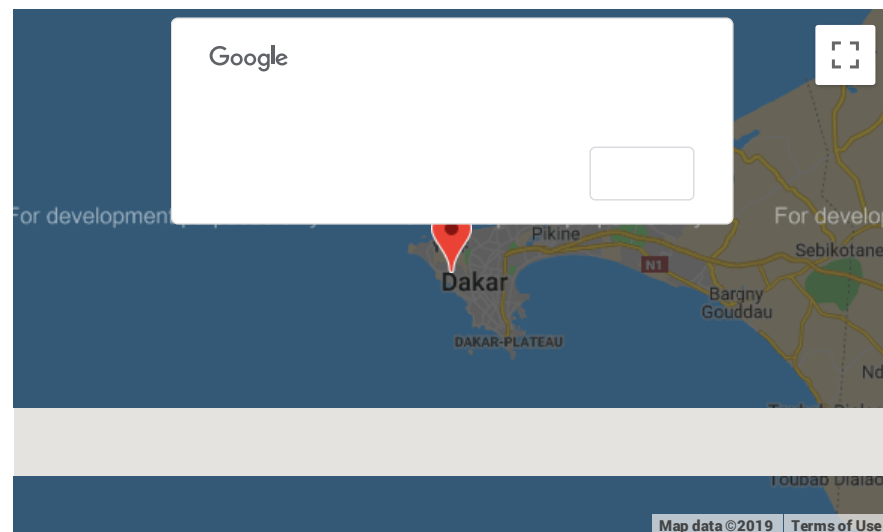 Google
For development
For develo
Pikine
Sebikotane
N1
Dakar
Bargny
Gouddau
DAKAR-PLATEAU
Nd
Toubab Dialao
Map data ©2019
Terms of Use